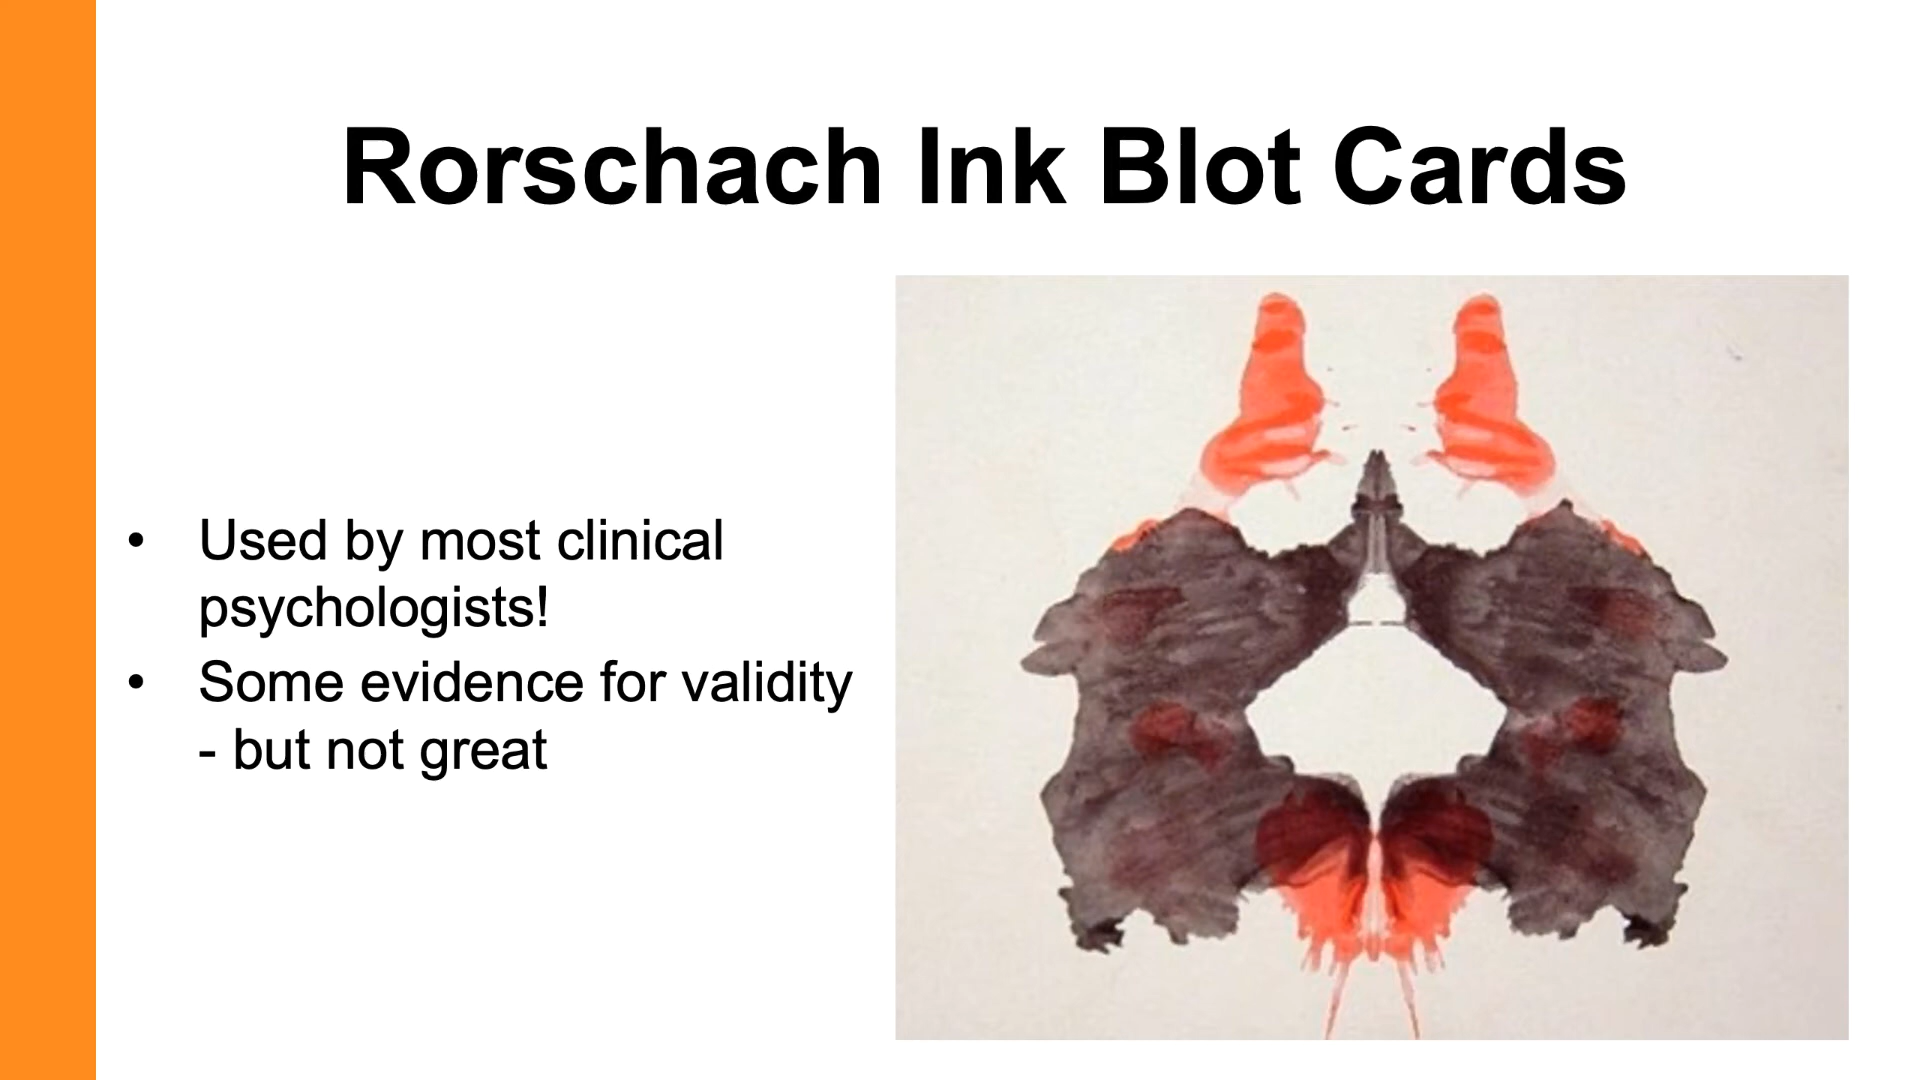 Rorschach Ink Blot Cards
• Used by most clinical
psychologists!
• Some evidence for validity
- but not great